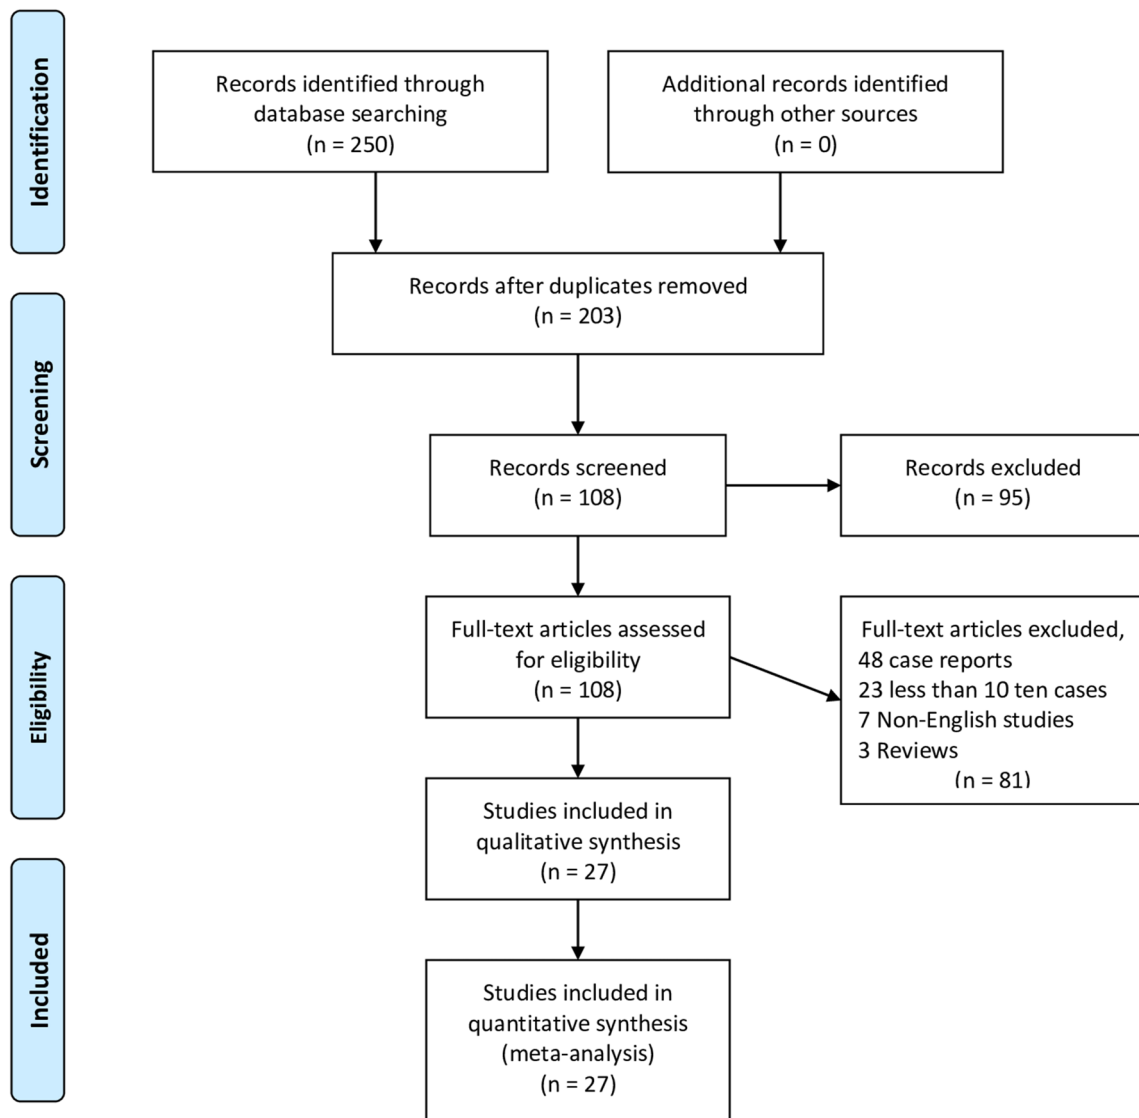 Identification
Records identified through
database searching
(n = 250)
Additional records identified
through other sources
(n = 0)
Records after duplicates removed
(n = 203)
Screening
Records screened
(n = 108)
Records excluded
(n = 95)
Eligibility
Full-text articles assessed
for eligibility
(n = 108)
Full-text articles excluded,
48 case reports
23 less than 10 ten cases
7 Non-English studies
3 Reviews
(n = 81)
Studies included in
qualitative synthesis
(n = 27)
Included
Studies included in
quantitative synthesis
(meta-analysis)
(n = 27)